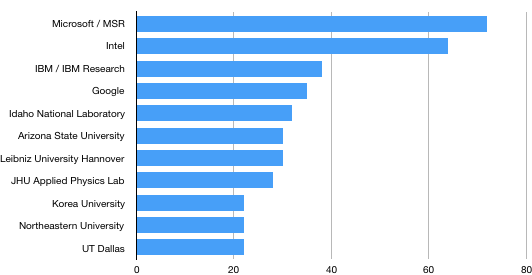 Microsoft / MSR
Intel
IBM / IBM Research
Google
Idaho National Laboratory
Arizona State University
Leibniz University Hannover
JHU Applied Physics Lab
Korea University
Northeastern University
UT Dallas
0 20 40 60 80